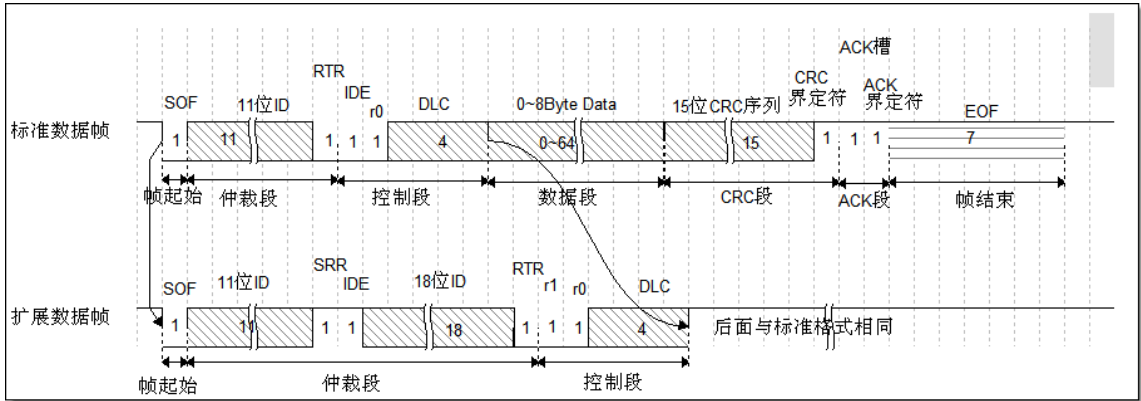 ACK槽
RTR
CRC
ACK
IDE
SOF
11位ID
r0
DLC
0~8Byte Data
15位CRC序列
界定符
界定符
EOF
标准数据帧
1
11
1
1
1
4
0~64
15
1
1
1
7
帧起始
仲裁段
控制段
数据段
CRC段
ACK段
帧结束
SRR
RTR
SOF
11位ID
IDE
18位ID
r1
r0
DLC
扩展数据帧
1
11
1
1
18
1
1
1
4
后面与标准格式相同
帧起始
仲裁段
控制段